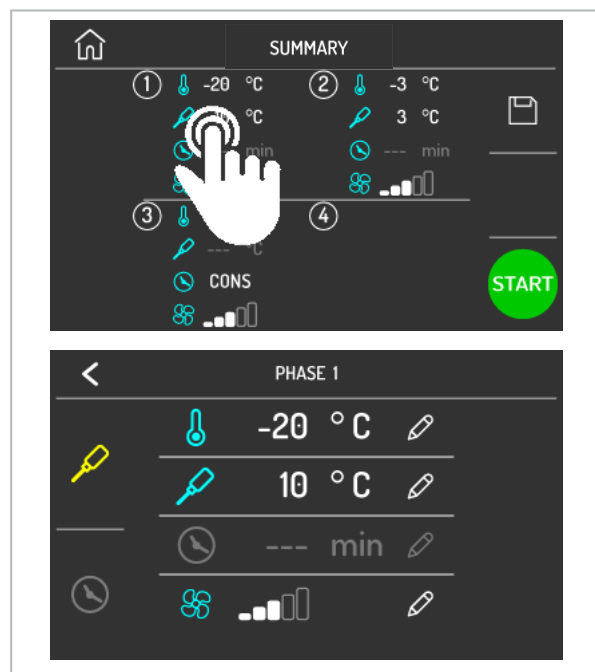 SUMMARY
1 -20 °C 2 -3 °C
°C 3 °C
min --- min
3 4
--- °C
CONS
START
PHASE 1
-20 °C
10 °C
--- min